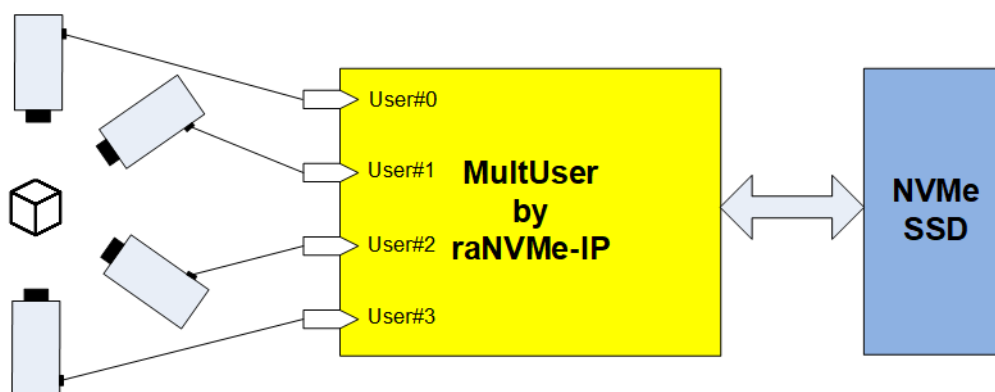 User#0
User#1
User#2
User#3
MultUser
by
raNVMe-IP
NVMe
SSD